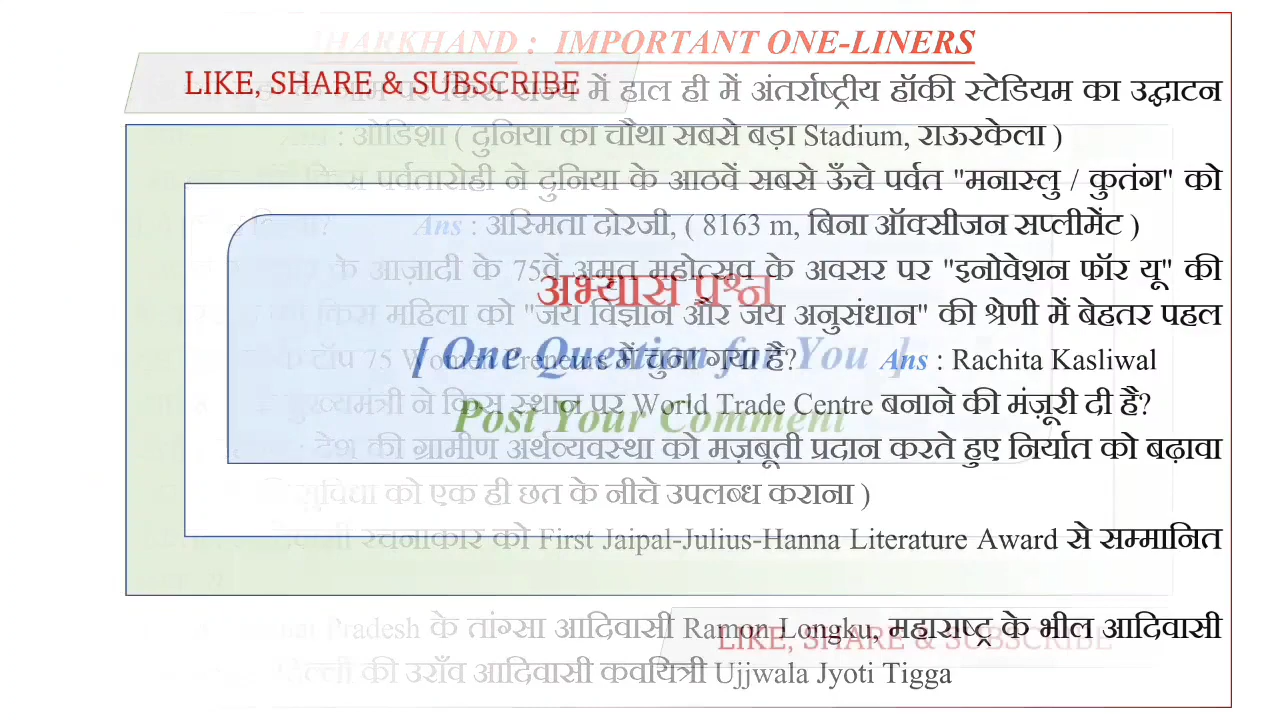 JHARKHAND : IMPORTANT ONE-LINERS
LIKE, SHARE & SUBSCRIBE
नाम पर किस राज्य में हाल ही में अंतर्राष्ट्रीय हॉकी स्टेडियम का उद्घाटन
: ओडिशा ( दुनिया का चौथा सबसे बड़ा Stadium, राऊरकेला )
किस पर्वतारोही ने दुनिया के आठवें सबसे ऊँचे पर्वत "मनास्लु / कुतंग" को
Ans : अस्मिता दोरजी, ( 8163 m, बिना ऑक्सीजन सप्लीमेंट )
के आज़ादी के 75वें अमृत महोत्सव के अवसर पर "इनोवेशन फॉर यू" की
अभ्यास प्रश्न
किस महिला को "जय विज्ञान और जय अनुसंधान" की श्रेणी में बेहतर पहल
[ One Question for You ]
के टॉप 75 Women Preneurs में चुना गया है? Ans : Rachita Kasliwal
मुख्यमंत्री ने किस स्थान पर World Trade Centre बनाने की मंज़ूरी दी है?
Post Your Comment
: देश की ग्रामीण अर्थव्यवस्था को मज़बूती प्रदान करते हुए निर्यात को बढ़ावा
सुविधा को एक ही छत के नीचे उपलब्ध कराना )
रचनाकार को First Jaipal-Julius-Hanna Literature Award से सम्मानित
Pradesh के तांग्सा आदिवासी Ramon Longku, महाराष्ट्र के भील आदिवासी
LIKE, SHARE & SUBSCRIBE
दिल्ली की उराँव आदिवासी कवयित्री Ujjwala Jyoti Tigga